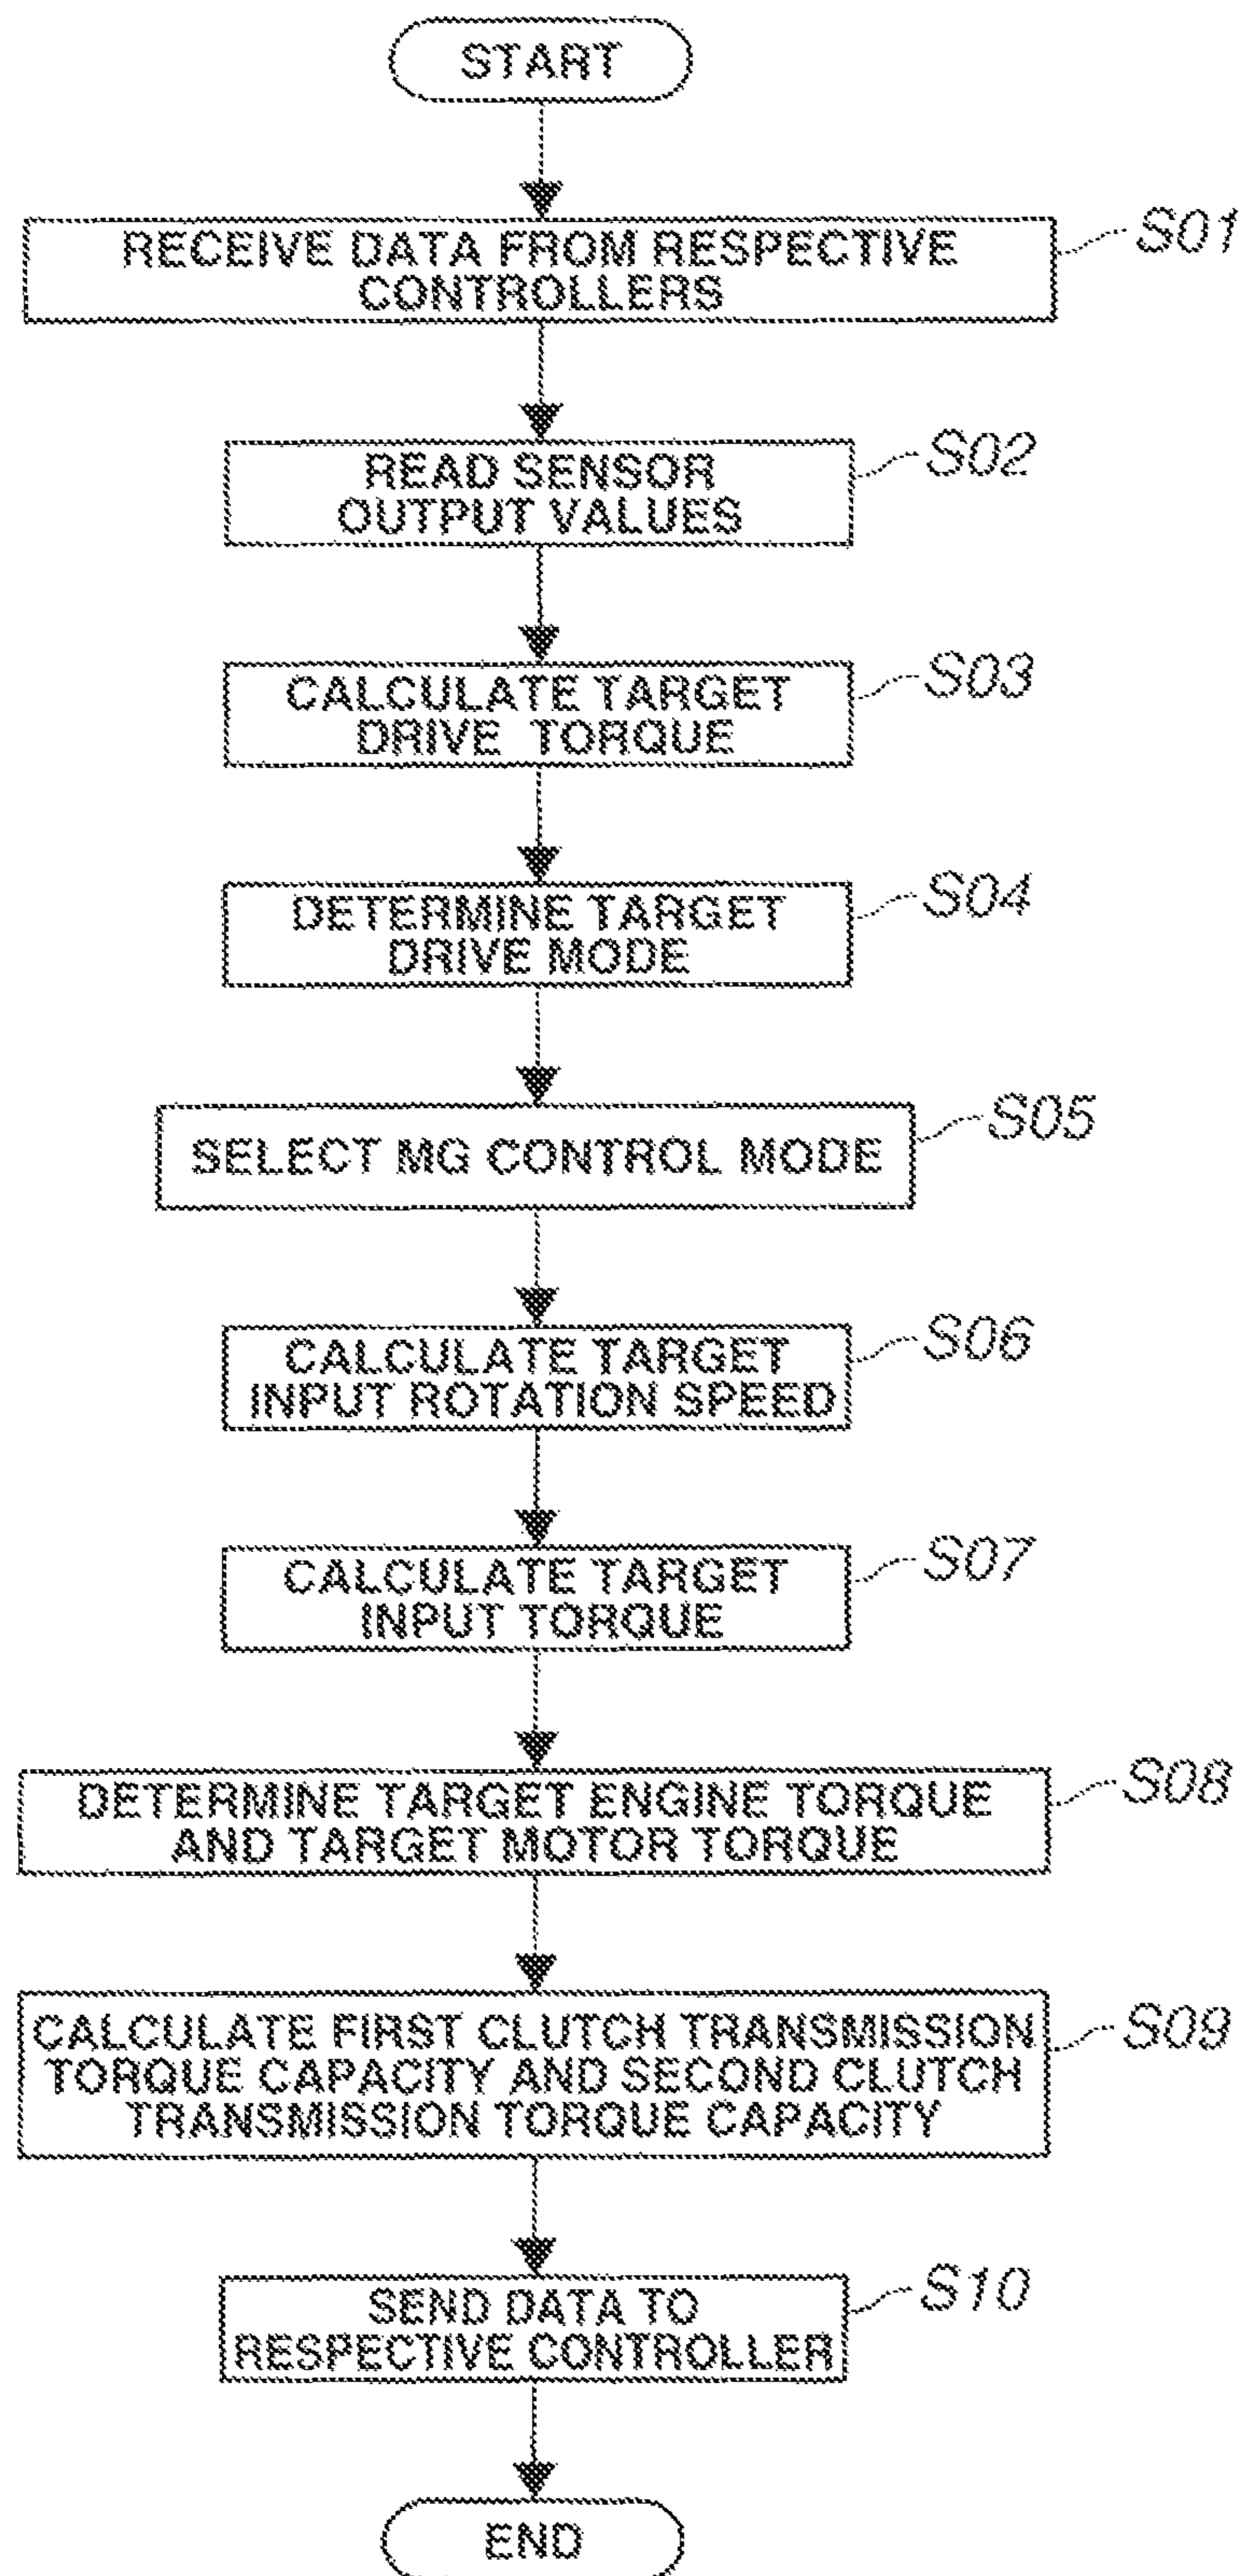 START
RECEIVE DATA FROM RESPECTIVE
CONTROLLERS
S01
READ SENSOR
OUTPUT VALUES
S02
CALCULATE TARGET
DRIVE TORQUE
S03
DETERMINE TARGET
DRIVE MODE
S04
SELECT MG CONTROL MODE
S05
CALCULATE TARGET
INPUT ROTATION SPEED
S06
CALCULATE TARGET
INPUT TORQUE
S07
DETERMINE TARGET ENGINE TORQUE
AND TARGET MOTOR TORQUE
S08
CALCULATE FIRST CLUTCH TRANSMISSION
TORQUE CAPACITY AND SECOND CLUTCH
TRANSMISSION TORQUE CAPACITY
S09
SEND DATA TO
RESPECTIVE CONTROLLER
S10
END